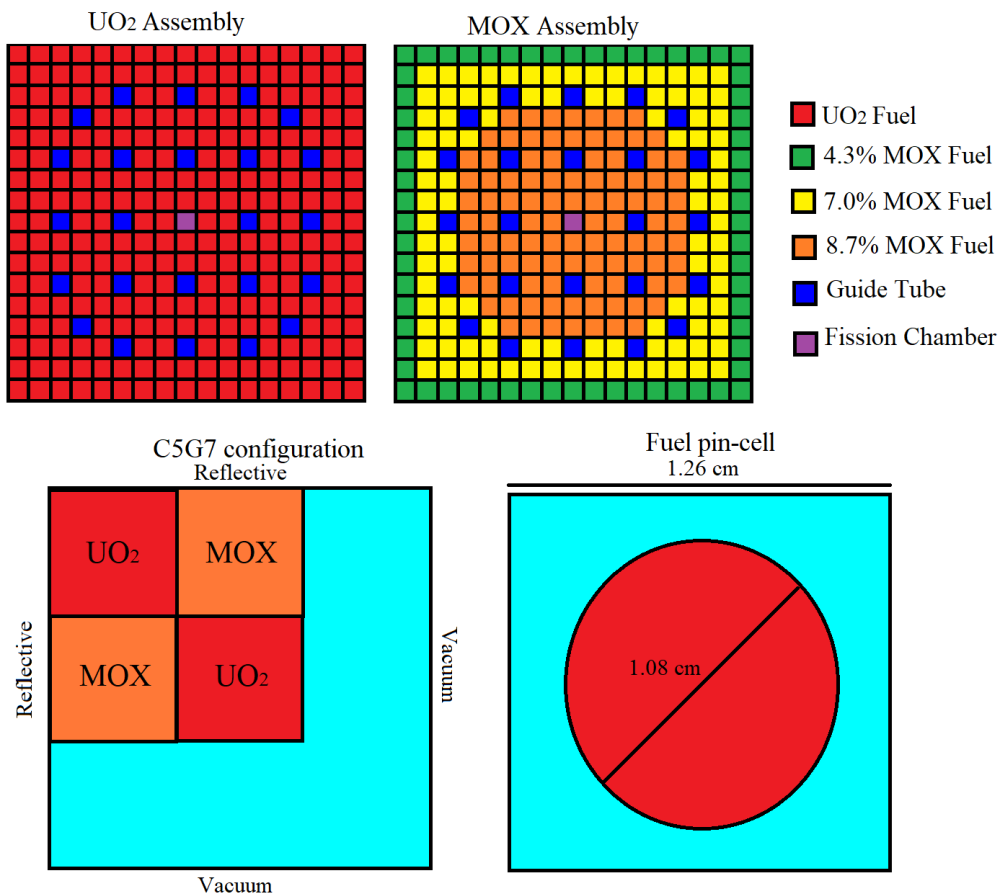 UO₂ Assembly
MOX Assembly
UO₂ Fuel
4.3% MOX Fuel
7.0% MOX Fuel
8.7% MOX Fuel
Guide Tube
Fission Chamber
C5G7 configuration
Reflective
UO₂
MOX
MOX
UO₂
Reflective
Vacuum
Vacuum
Fuel pin-cell
1.26 cm
1.08 cm